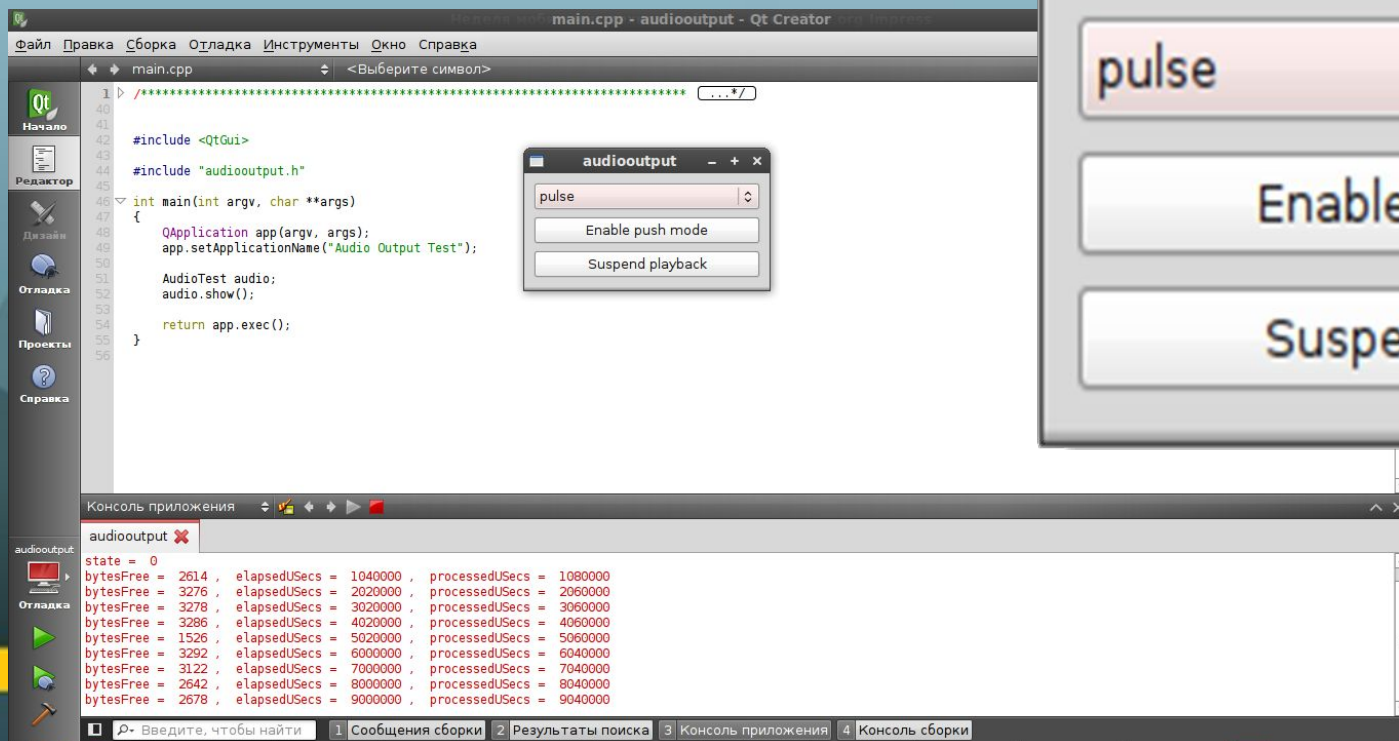 main.cpp - audiooutput - Qt Creator
Файл Правка Сборка Отладка Инструменты Окно Справка
main.cpp <Выберите символ>
Начало
Редактор
Дизайн
Отладка
Проекты
Справка
audiooutput
Отладка
1 /**************************************************************************** ...*/
40
41
42 #include <QtGui>
43
44 #include "audiooutput.h"
45
46 int main(int argv, char **args)
47 {
48 QApplication app(argv, args);
49 app.setApplicationName("Audio Output Test");
50
51 AudioTest audio;
52 audio.show();
53
54 return app.exec();
55 }
56
audiooutput
pulse
Enable push mode
Suspend playback
pulse
Enable
Suspe
Консоль приложения
audiooutput
state = 0
bytesFree = 2614 , elapsedUSecs = 1040000 , processedUSecs = 1080000
bytesFree = 3276 , elapsedUSecs = 2020000 , processedUSecs = 2060000
bytesFree = 3278 , elapsedUSecs = 3020000 , processedUSecs = 3060000
bytesFree = 3286 , elapsedUSecs = 4020000 , processedUSecs = 4060000
bytesFree = 1526 , elapsedUSecs = 5020000 , processedUSecs = 5060000
bytesFree = 3292 , elapsedUSecs = 6000000 , processedUSecs = 6040000
bytesFree = 3122 , elapsedUSecs = 7000000 , processedUSecs = 7040000
bytesFree = 2642 , elapsedUSecs = 8000000 , processedUSecs = 8040000
bytesFree = 2678 , elapsedUSecs = 9000000 , processedUSecs = 9040000
Введите, чтобы найти 1 Сообщения сборки 2 Результаты поиска 3 Консоль приложения 4 Консоль сборки